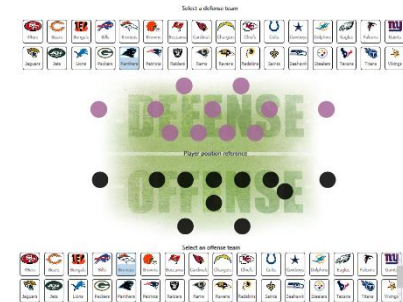 Select a defense team
49ers Bears Bengals Bills Broncos Browns Buccaneers Cardinals Chargers Chiefs Colts Cowboys Dolphins Eagles Falcons Giants
Jaguars Jets Lions Packers Panthers Patriots Raiders Rams Ravens Redskins Saints Seahawks Steelers Texans Titans Vikings
DEFENSE
Player position reference
OFFENSE
Select an offense team
49ers Bears Bengals Bills Broncos Browns Buccaneers Cardinals Chargers Chiefs Colts Cowboys Dolphins Eagles Falcons Giants
Jaguars Jets Lions Packers Panthers Patriots Raiders Rams Ravens Redskins Saints Seahawks Steelers Texans Titans Vikings